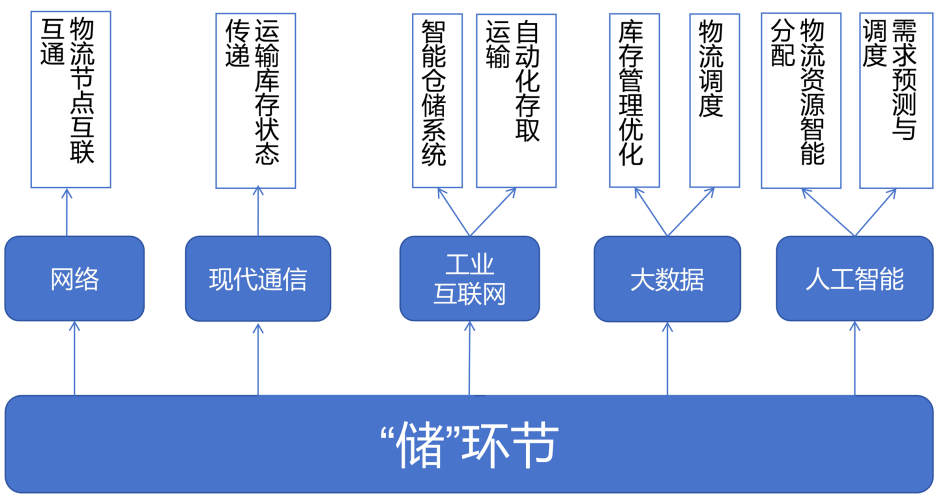 物流节点互联
互通
运输库存状态
传递
智能仓储系统
自动化存取
运输
库存管理优化
物流调度
物流资源智能
分配
需求预测与
调度
网络
现代通信
工业
互联网
大数据
人工智能
“储”环节